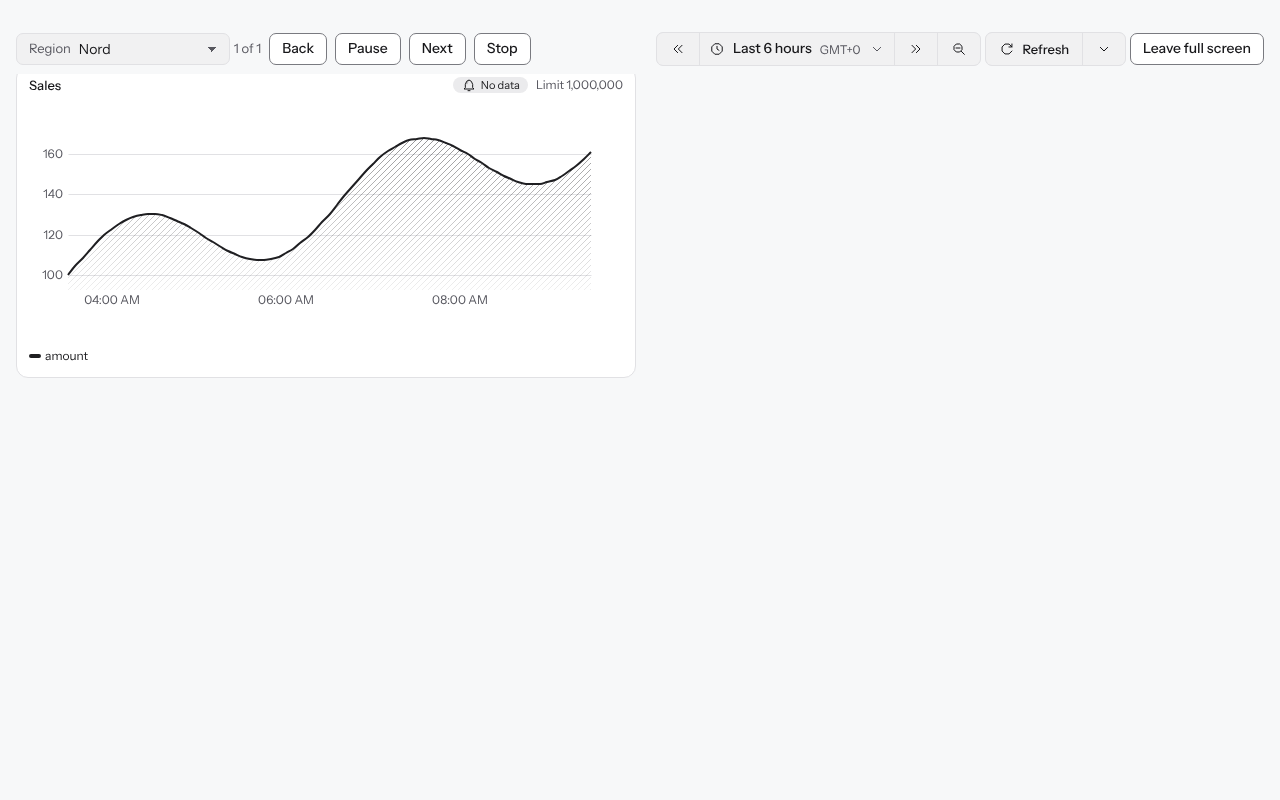 Region Nord 1 of 1 Back Pause Next Stop Last 6 hours GMT+0 Refresh Leave full screen
Sales No data Limit 1,000,000
160
140
120
100
04:00 AM 06:00 AM 08:00 AM
amount